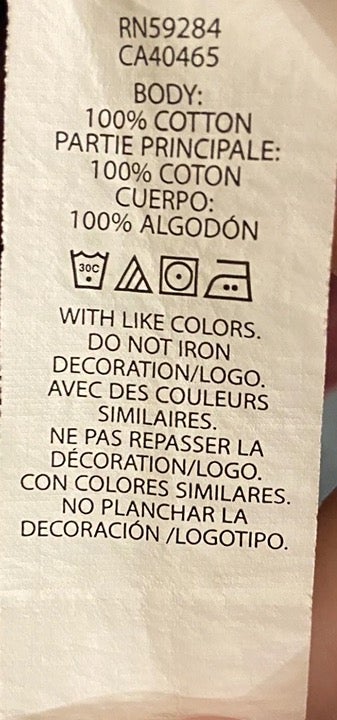 RN59284
CA40465
BODY:
100% COTTON
PARTIE PRINCIPALE:
100% COTON
CUERPO:
100% ALGODÓN
30C
WITH LIKE COLORS.
DO NOT IRON
DECORATION/LOGO.
AVEC DES COULEURS
SIMILAIRES.
NE PAS REPASSER LA
DÉCORATION/LOGO.
CON COLORES SIMILARES.
NO PLANCHAR LA
DECORACIÓN /LOGOTIPO.